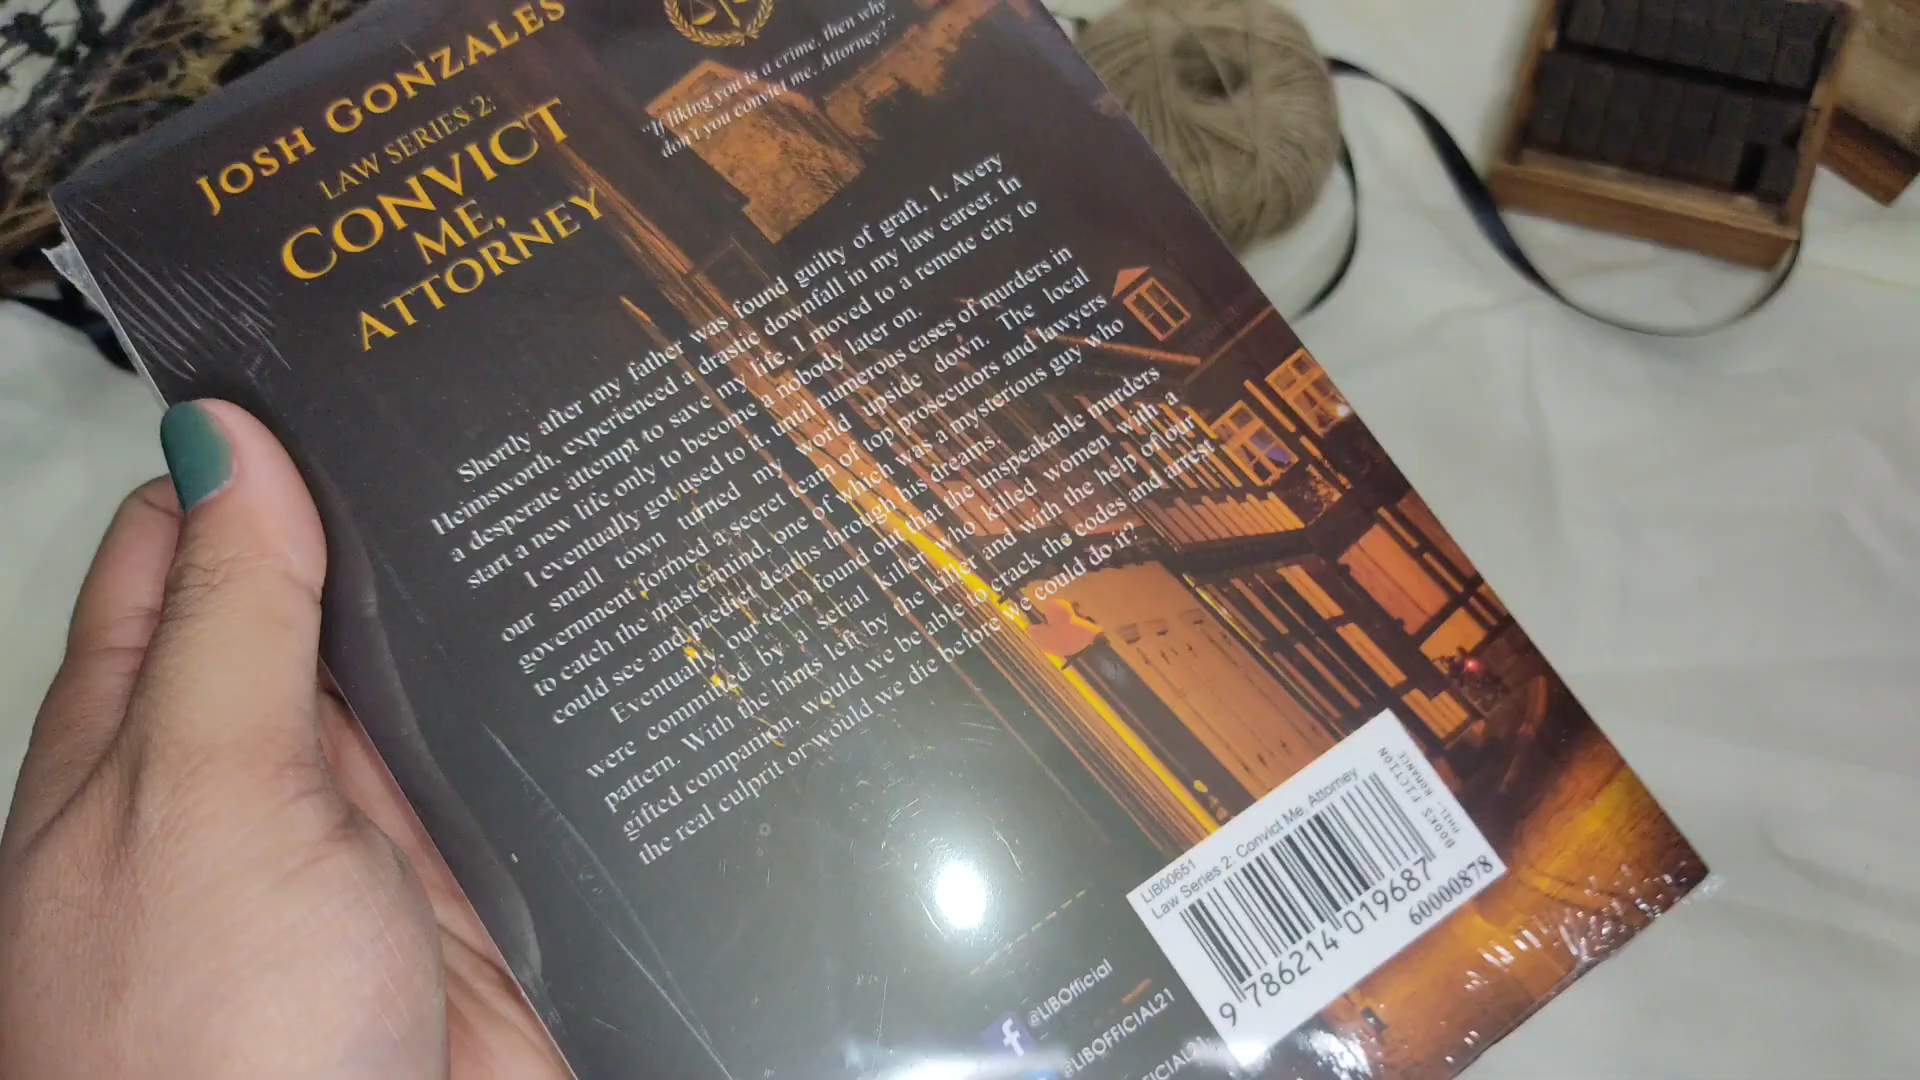 JOSH GONZALES
LAW SERIES 2:
CONVICT
ME,
ATTORNEY
"If liking you is a crime, then why
don't you convict me, Attorney?"
Shortly after my father was found guilty of graft, I, Avery
Heimsworth, experienced a drastic downfall in my law career. In
a desperate attempt to save my life, I moved to a remote city to
start a new life only to become a nobody later on.
I eventually got used to it, until numerous cases of murders in
our small town turned my world upside down. The local
government formed a secret team of top prosecutors and lawyers
to catch the mastermind, one of which was a mysterious guy who
could see and predict deaths through his dreams.
Eventually, our team found out that the unspeakable murders
were committed by a serial killer who killed women with a
pattern. With the hints left by the killer and with the help of our
gifted companion, would we be able to crack the codes and arrest
the real culprit or would we die before we could do it?
LIB00651
Law Series 2: Convict Me, Attorney
9 786214 019687
60000878
PHIL. ROMANCE
@LIBOfficial
@LIBOFFICIAL21